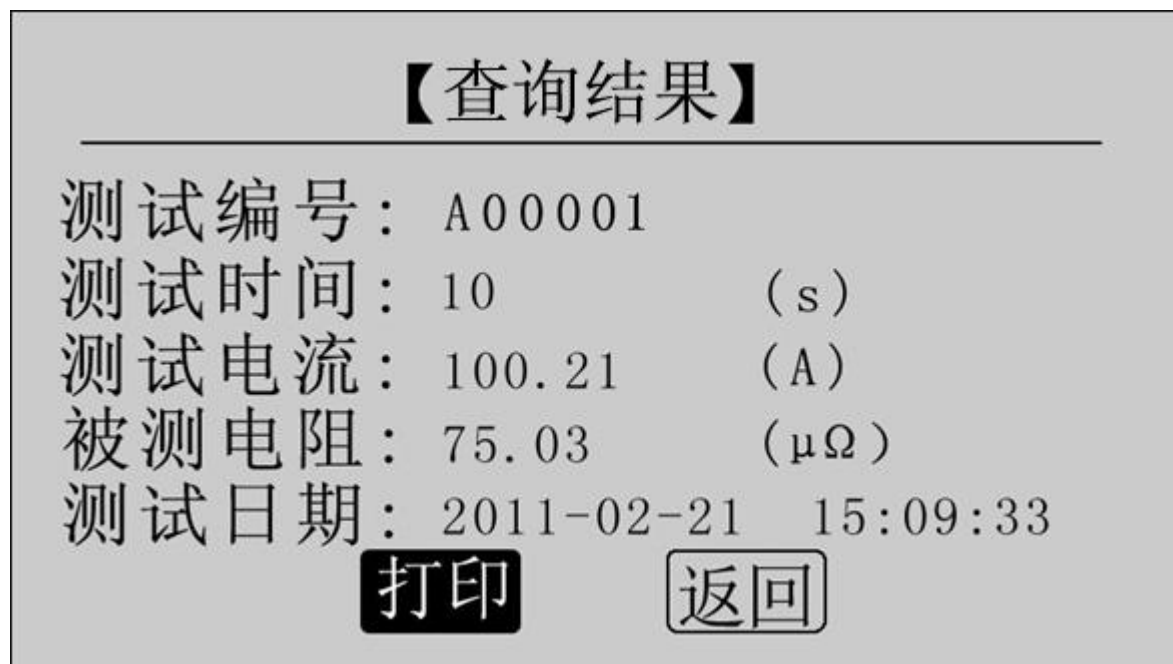 【查询结果】
测试编号: A00001
测试时间: 10 (s)
测试电流: 100.21 (A)
被测电阻: 75.03 (μΩ)
测试日期: 2011-02-21 15:09:33
打印 返回